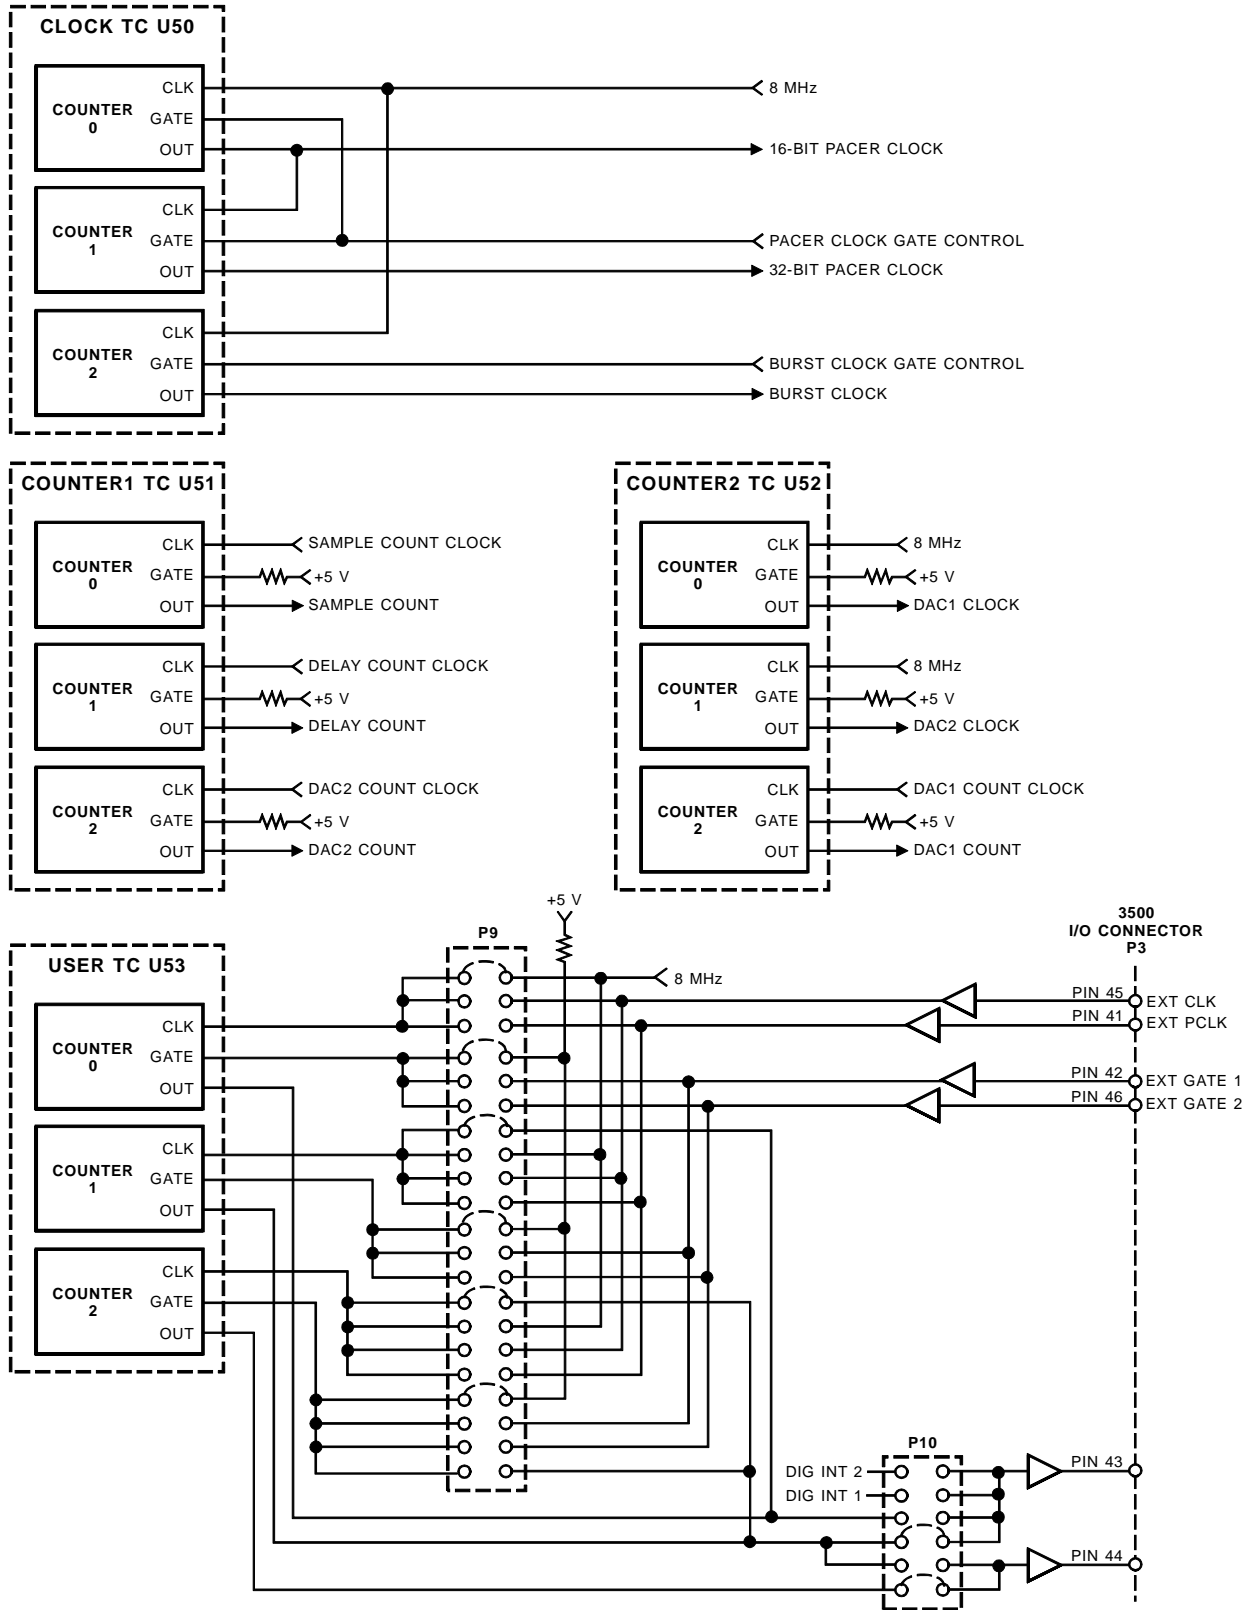 CLOCK TC U50
COUNTER
0
CLK
GATE
OUT
8 MHz
16-BIT PACER CLOCK
COUNTER
1
CLK
GATE
OUT
PACER CLOCK GATE CONTROL
32-BIT PACER CLOCK
COUNTER
2
CLK
GATE
OUT
BURST CLOCK GATE CONTROL
BURST CLOCK
COUNTER1 TC U51
COUNTER
0
CLK
GATE
OUT
SAMPLE COUNT CLOCK
+5 V
SAMPLE COUNT
COUNTER
1
CLK
GATE
OUT
DELAY COUNT CLOCK
+5 V
DELAY COUNT
COUNTER
2
CLK
GATE
OUT
DAC2 COUNT CLOCK
+5 V
DAC2 COUNT
COUNTER2 TC U52
COUNTER
0
CLK
GATE
OUT
8 MHz
+5 V
DAC1 CLOCK
COUNTER
1
CLK
GATE
OUT
8 MHz
+5 V
DAC2 CLOCK
COUNTER
2
CLK
GATE
OUT
DAC1 COUNT CLOCK
+5 V
DAC1 COUNT
USER TC U53
COUNTER
0
CLK
GATE
OUT
COUNTER
1
CLK
GATE
OUT
COUNTER
2
CLK
GATE
OUT
P9
+5 V
8 MHz
3500
I/O CONNECTOR
P3
PIN 45
EXT CLK
PIN 41
EXT PCLK
PIN 42
EXT GATE 1
PIN 46
EXT GATE 2
P10
DIG INT 2
DIG INT 1
PIN 43
PIN 44